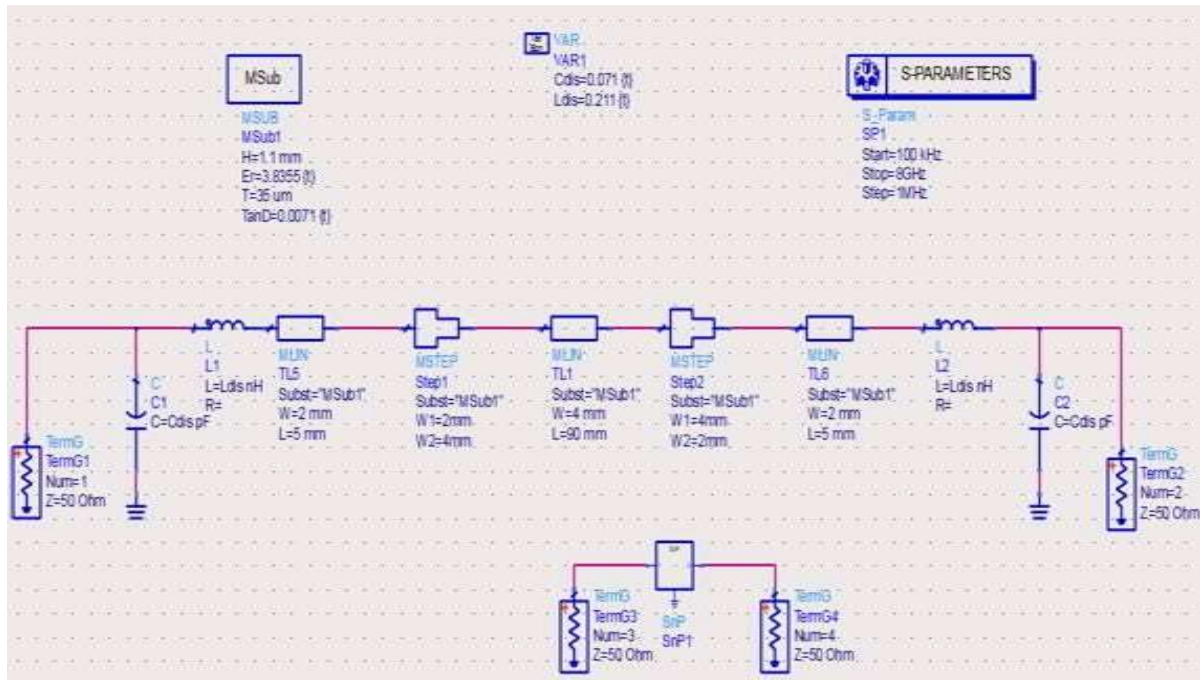 MSub
MSUB
MSub1
H=1.1 mm
Er=3.8355 {t}
T=35 um
TanD=0.0071 {t}
VAR
VAR1
Cdis=0.071 {t}
Ldis=0.211 {t}
S-PARAMETERS
S_Param
SP1
Start=100 kHz
Stop=8GHz
Step=1MHz
TermG
TermG1
Num=1
Z=50 Ohm
C
C1
C=Cdis pF
L
L1
L=Ldis nH
R=
MLIN
TL5
Subst="MSub1"
W=2 mm
L=5 mm
MSTEP
Step1
Subst="MSub1"
W1=2mm
W2=4mm
MLIN
TL1
Subst="MSub1"
W=4 mm
L=90 mm
MSTEP
Step2
Subst="MSub1"
W1=4mm
W2=2mm
MLIN
TL6
Subst="MSub1"
W=2 mm
L=5 mm
L
L2
L=Ldis nH
R=
C
C2
C=Cdis pF
TermG
TermG2
Num=2
Z=50 Ohm
TermG
TermG3
Num=3
Z=50 Ohm
SnP
SnP1
TermG
TermG4
Num=4
Z=50 Ohm